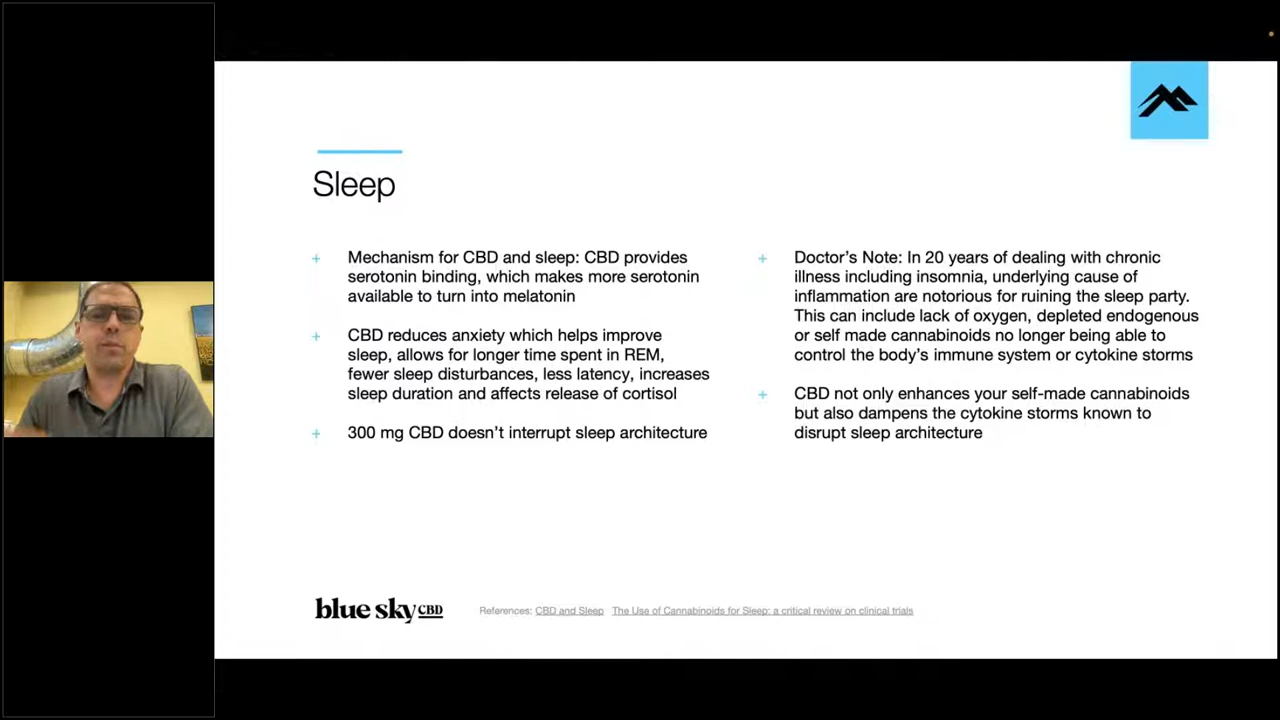 Sleep
+ Mechanism for CBD and sleep: CBD provides
serotonin binding, which makes more serotonin
available to turn into melatonin
+ CBD reduces anxiety which helps improve
sleep, allows for longer time spent in REM,
fewer sleep disturbances, less latency, increases
sleep duration and affects release of cortisol
+ 300 mg CBD doesn’t interrupt sleep architecture
+ Doctor’s Note: In 20 years of dealing with chronic
illness including insomnia, underlying cause of
inflammation are notorious for ruining the sleep party.
This can include lack of oxygen, depleted endogenous
or self made cannabinoids no longer being able to
control the body’s immune system or cytokine storms
+ CBD not only enhances your self-made cannabinoids
but also dampens the cytokine storms known to
disrupt sleep architecture
blue sky CBD
References: CBD and Sleep The Use of Cannabinoids for Sleep: a critical review on clinical trials